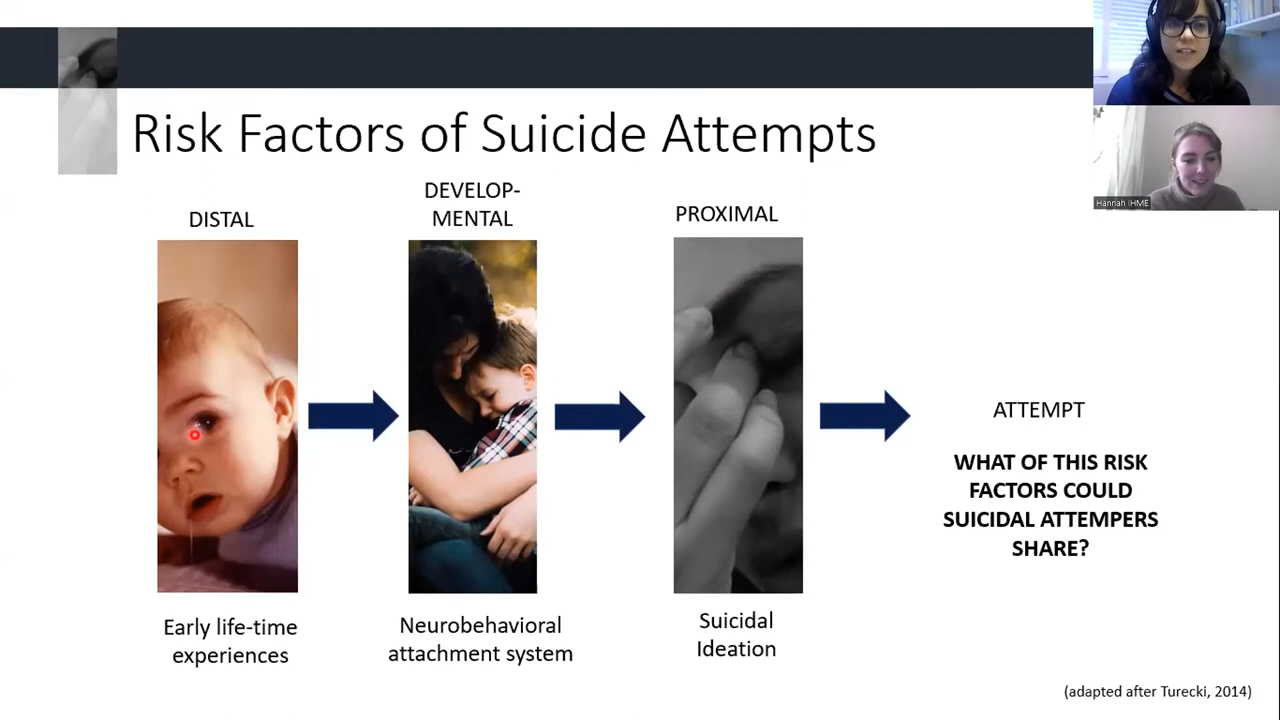 Risk Factors of Suicide Attempts
DISTAL
DEVELOP-
MENTAL
PROXIMAL
Early life-time
experiences
Neurobehavioral
attachment system
Suicidal
Ideation
ATTEMPT
WHAT OF THIS RISK
FACTORS COULD
SUICIDAL ATTEMPERS
SHARE?
(adapted after Turecki, 2014)
Hannah IHME